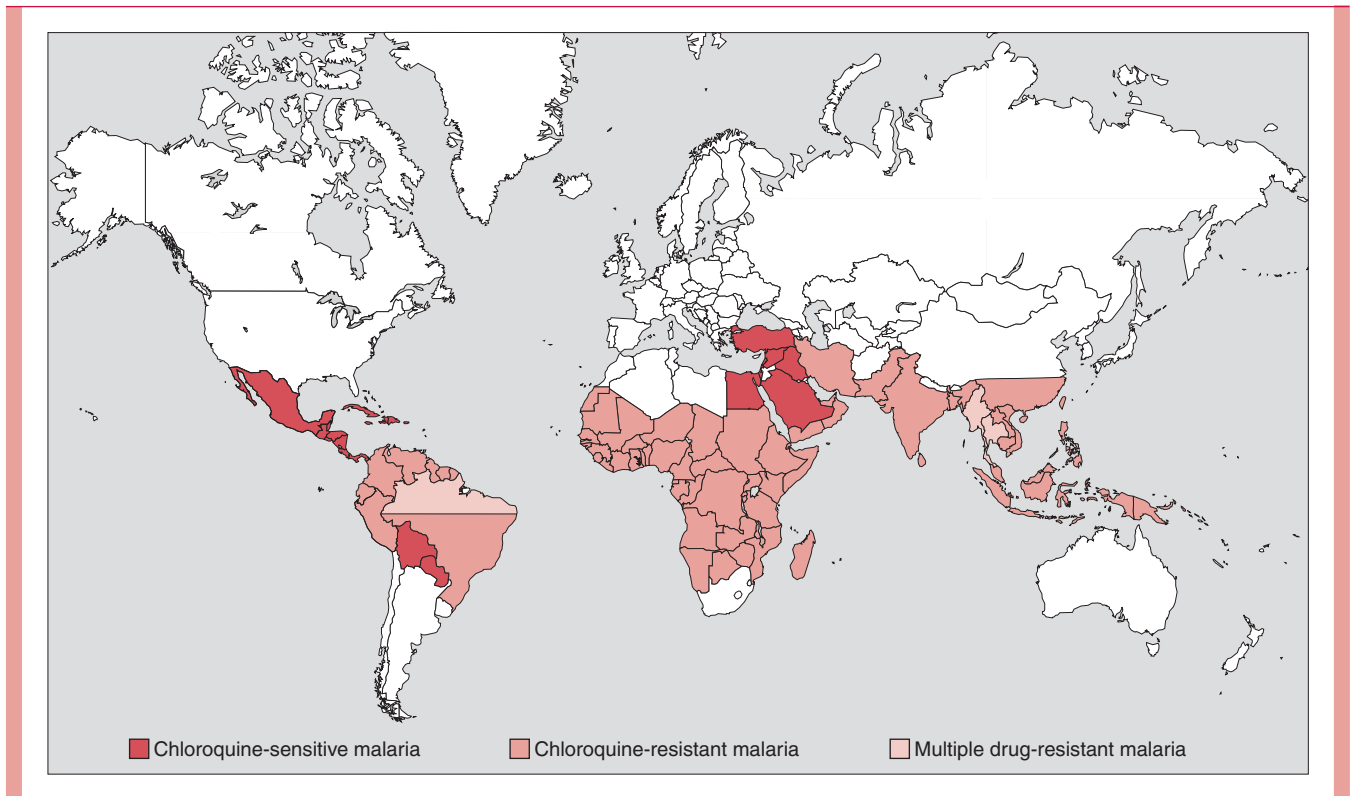 Chloroquine-sensitive malaria
Chloroquine-resistant malaria
Multiple drug-resistant malaria